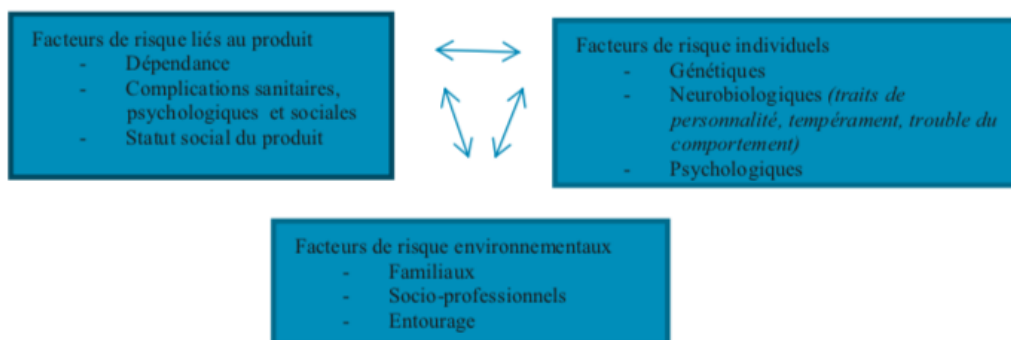 Facteurs de risque liés au produit
- Dépendance
- Complications sanitaires,
psychologiques et sociales
- Statut social du produit
Facteurs de risque individuels
- Génétiques
- Neurobiologiques (traits de
personnalité, tempérament, trouble du
comportement)
- Psychologiques
Facteurs de risque environnementaux
- Familiaux
- Socio-professionnels
- Entourage